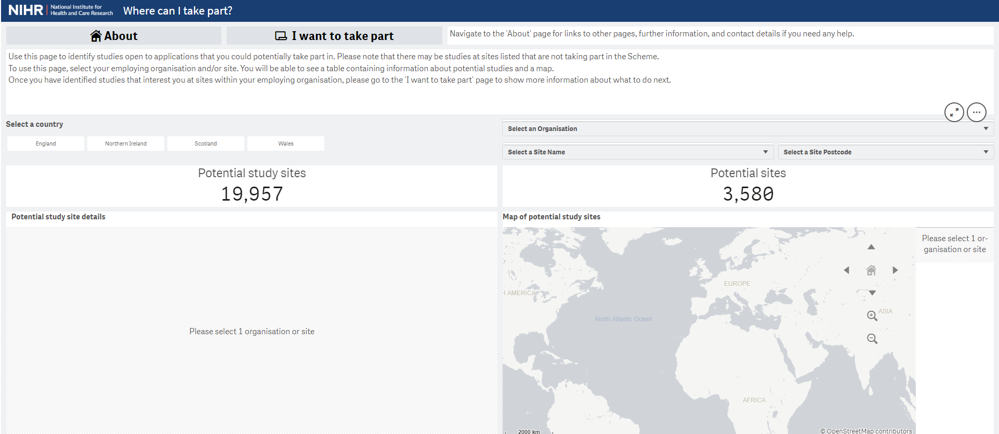 NIHR | National Institute for
Health and Care Research
Where can I take part?
About
I want to take part
Navigate to the 'About' page for links to other pages, further information, and contact details if you need any help.
Use this page to identify studies open to applications that you could potentially take part in. Please note that there may be studies at sites listed that are not taking part in the Scheme.
To use this page, select your employing organisation and/or site. You will be able to see a table containing information about potential studies and a map.
Once you have identified studies that interest you at sites within your employing organisation, please go to the 'I want to take part' page to show more information about what to do next.
Select a country
England
Northern Ireland
Scotland
Wales
Select an Organisation
Select a Site Name
Select a Site Postcode
Potential study sites
19,957
Potential sites
3,580
Potential study site details
Please select 1 organisation or site
Map of potential study sites
H AMERICA
EUROPE
ASIA
North Atlantic Ocean
AFRICA
2000 km
© OpenStreetMap contributors
Please select 1 or-
ganisation or site